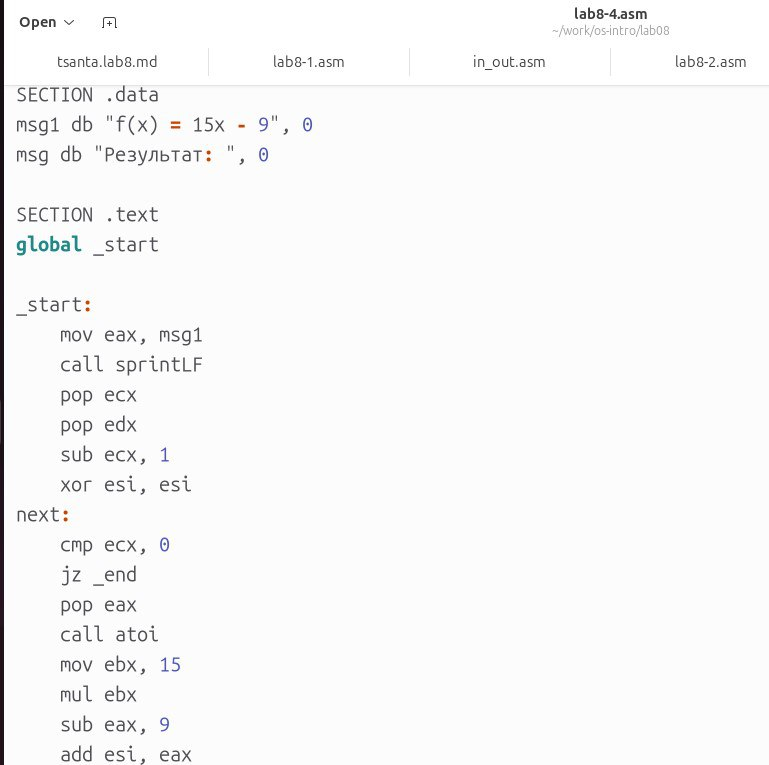 Open
lab8-4.asm
~/work/os-intro/lab08
tsanta.lab8.md lab8-1.asm in_out.asm lab8-2.asm
SECTION .data
msg1 db "f(x) = 15x - 9", 0
msg db "Результат: ", 0
SECTION .text
global _start
_start:
mov eax, msg1
call sprintLF
pop ecx
pop edx
sub ecx, 1
xor esi, esi
next:
cmp ecx, 0
jz _end
pop eax
call atoi
mov ebx, 15
mul ebx
sub eax, 9
add esi, eax